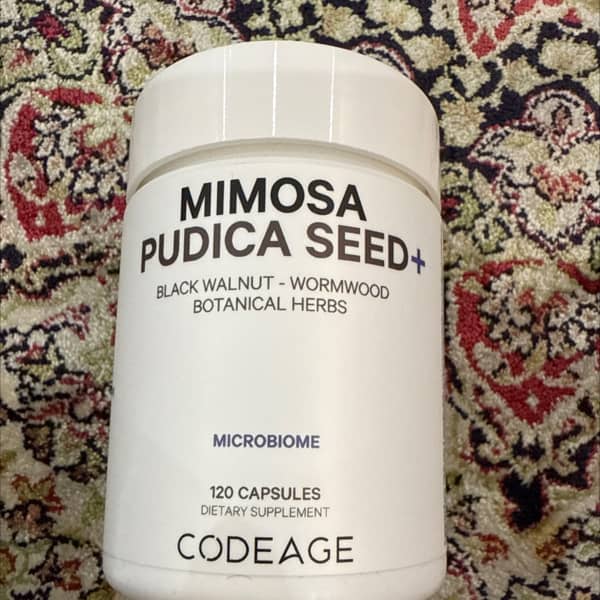 MIMOSA
PUDICA SEED+
BLACK WALNUT - WORMWOOD
BOTANICAL HERBS
MICROBIOME
120 CAPSULES
DIETARY SUPPLEMENT
CODEAGE